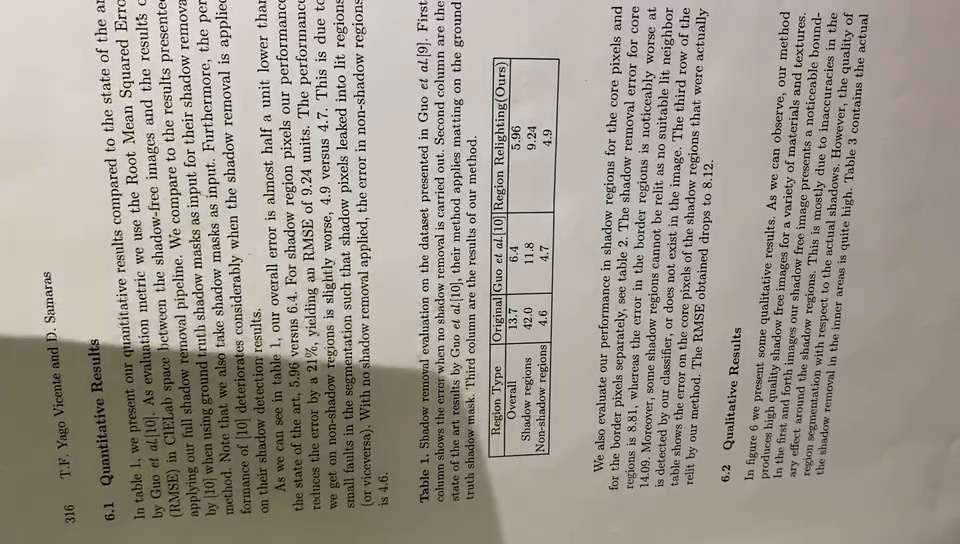 316 T.F. Yago Vicente and D. Samaras
6.1 Quantitative Results
In table 1, we present our quantitative results compared to the state of the
by Guo et al.[10]. As evaluation metric we use the Root Mean Squared
(RMSE) in CIELab space between the shadow-free images and the results
applying our full shadow removal pipeline. We compare to the results presented
by [10] when using ground truth shadow masks as input for their shadow
method. Note that we also take shadow masks as input. Furthermore, the
formance of [10] deteriorates considerably when the shadow removal is applied
on their shadow detection results.
As we can see in table 1, our overall error is almost half a unit lower than
the state of the art, 5.96 versus 6.4. For shadow region pixels our performance
reduces the error by a 21%, yielding an RMSE of 9.24 units. The performance
we get on non-shadow regions is slightly worse, 4.9 versus 4.7. This is due to
small faults in the segmentation such that shadow pixels leaked into lit regions
(or viceversa). With no shadow removal applied, the error in non-shadow regions
is 4.6.
Table 1. Shadow removal evaluation on the dataset presented in Guo et al.[9]. First
column shows the error when no shadow removal is carried out. Second column are the
state of the art results by Guo et al.[10], their method applies matting on the ground
truth shadow mask. Third column are the results of our method.
Region Type Original Guo et al.[10] Region Relighting(Ours)
Overall 13.7 6.4 5.96
Shadow regions 42.0 11.8 9.24
Non-shadow regions 4.6 4.7 4.9
We also evaluate our performance in shadow regions for the core pixels and
for the border pixels separately, see table 2. The shadow removal error for core
regions is 8.81, whereas the error in the border regions is noticeably worse at
14.09. Moreover, some shadow regions cannot be relit as no suitable lit neighbor
is detected by our classifier, or does not exist in the image. The third row of the
table shows the error on the core pixels of the shadow regions that were actually
relit by our method. The RMSE obtained drops to 8.12.
6.2 Qualitative Results
In figure 6 we present some qualitative results. As we can observe, our method
produces high quality shadow free images for a variety of materials and textures.
In the first and forth images our shadow free image presents a noticeable bound-
ary effect around the shadow regions. This is mostly due to inaccuracies in the
region segmentation with respect to the actual shadows. However, the quality of
the shadow removal in the inner areas is quite high. Table 3 contains the actual